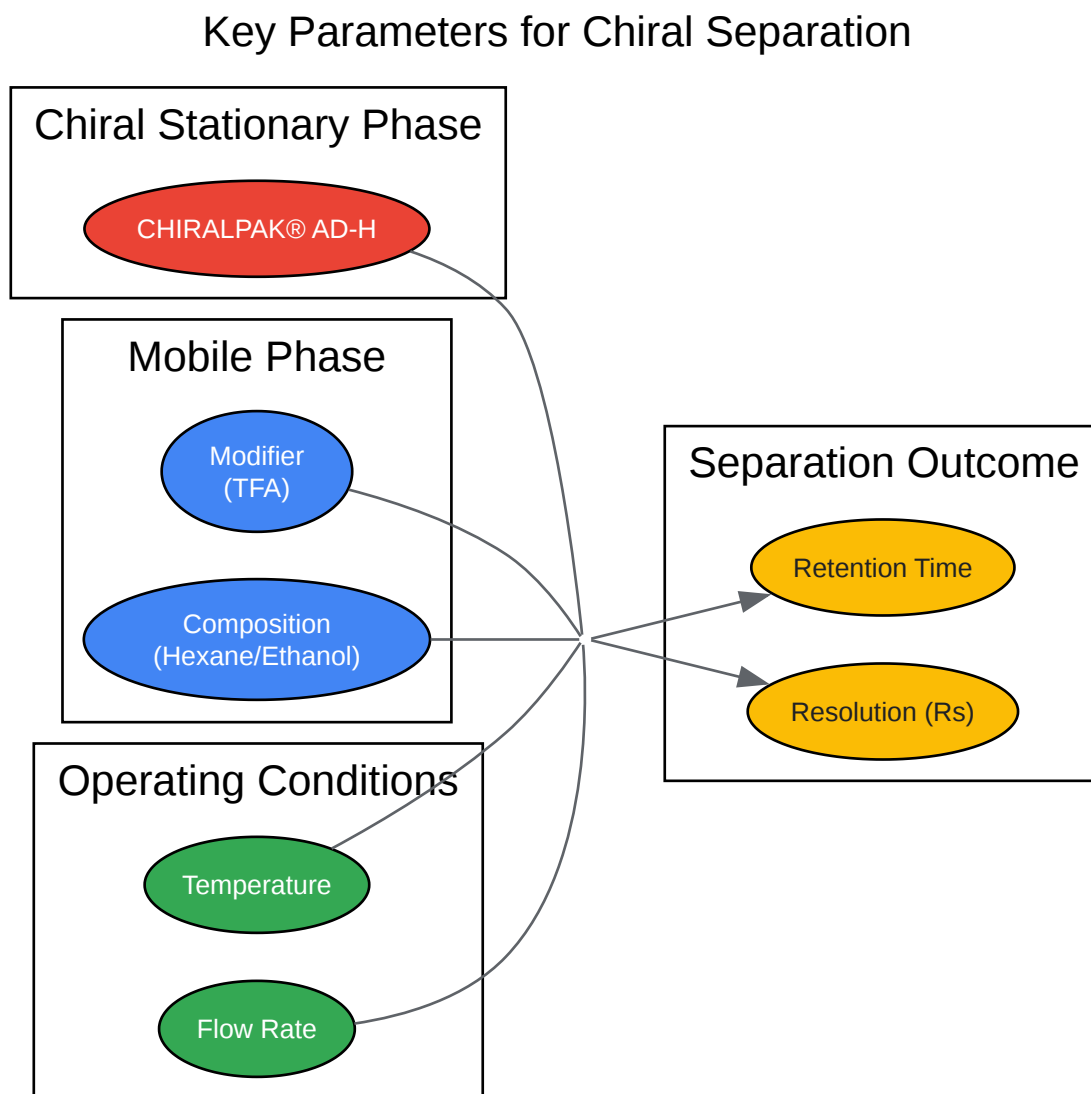 Key Parameters for Chiral Separation
Chiral Stationary Phase
CHIRALPAK® AD-H
Mobile Phase
Modifier
(TFA)
Composition
(Hexane/Ethanol)
Operating Conditions
Temperature
Flow Rate
Separation Outcome
Retention Time
Resolution (Rs)